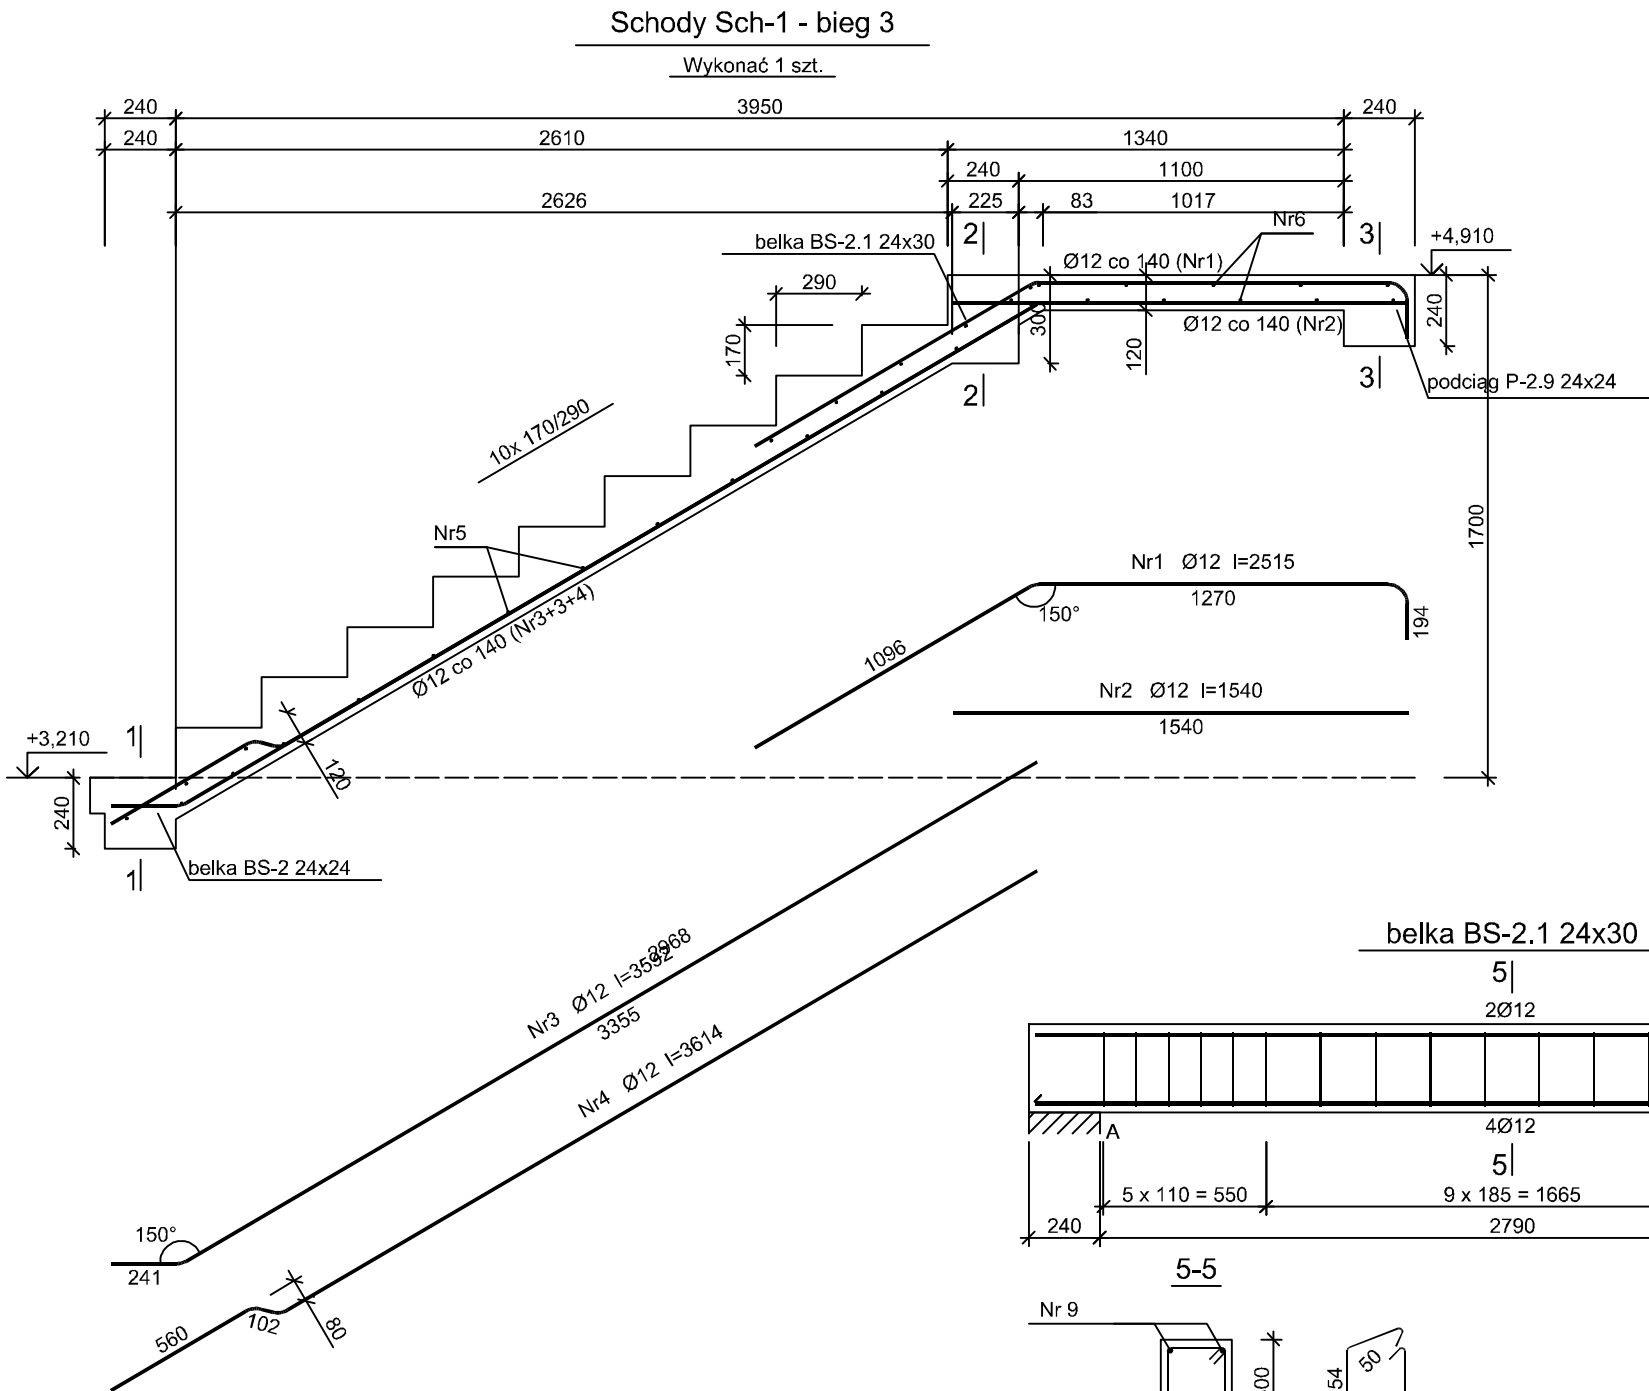 Schody Sch-1 - bieg 3
Wykonać 1 szt.
240 3950 240
240 2610 1340
240 1100
2626 225 83 1017
2 3
Nr6
belka BS-2.1 24x30
+4,910
Ø12 co 140 (Nr1)
290
300
240
170
120
Ø12 co 140 (Nr2)
2 3
podciąg P-2.9 24x24
10x 170/290
1700
Nr5
Ø12 co 140 (Nr3+3+4)
Nr1 Ø12 l=2515
1270
150°
194
1096
Nr2 Ø12 l=1540
1540
+3,210
1
120
240
1
belka BS-2 24x24
Nr3 Ø12 l=3592
2968
3355
Nr4 Ø12 l=3614
150°
241
560
102
80
belka BS-2.1 24x30
5
2Ø12
4Ø12
A
5
5 x 110 = 550 9 x 185 = 1665
240 2790
5-5
Nr 9
50
54